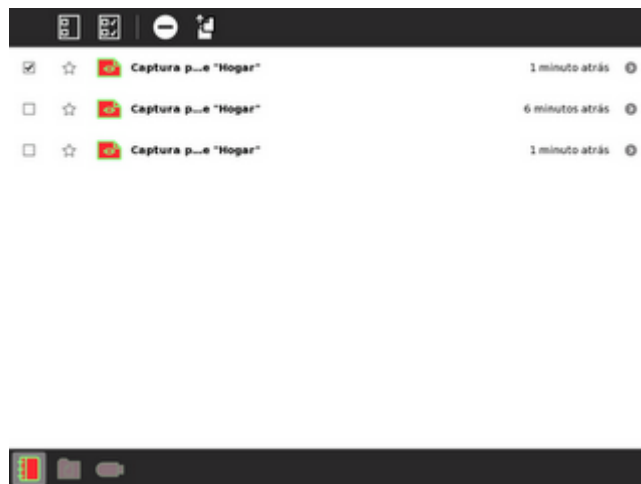 Captura p...e "Hogar" 1 minuto atrás
Captura p...e "Hogar" 6 minutos atrás
Captura p...e "Hogar" 1 minuto atrás